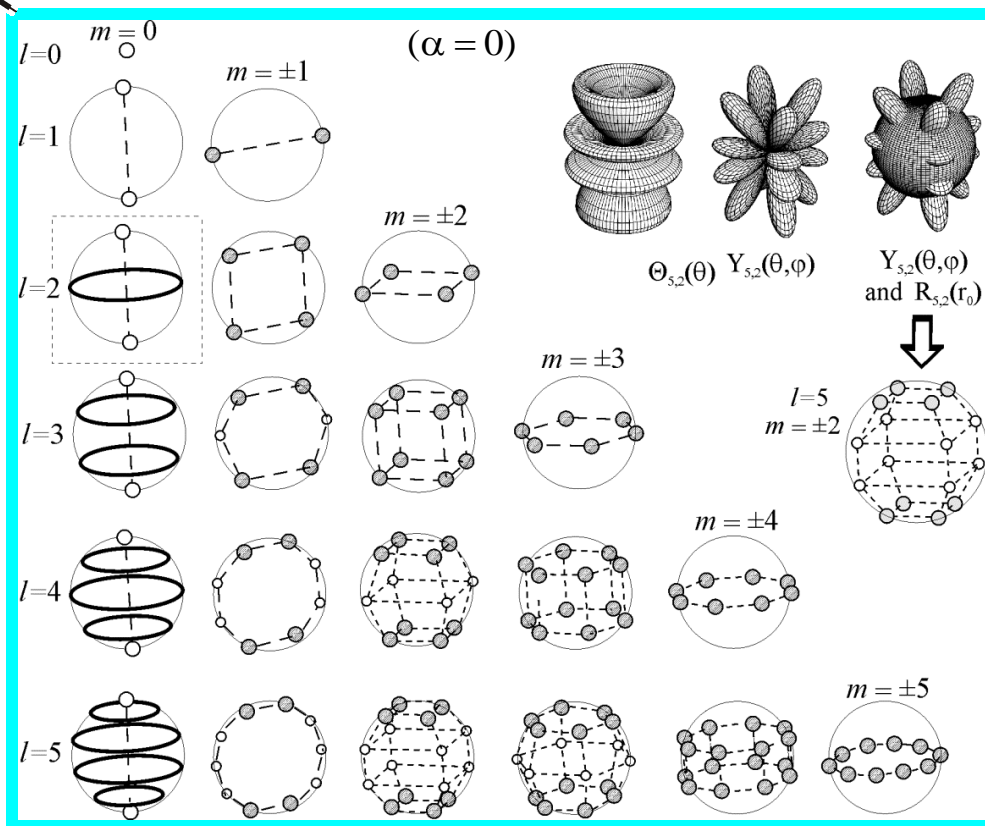 m = 0
(α = 0)
l=0
m = ±1
l=1
m = ±2
l=2
Θ5,2(θ) Y5,2(θ,φ) Y5,2(θ,φ)
and R5,2(r0)
m = ±3
l=3
l=5
m = ±2
m = ±4
l=4
m = ±5
l=5